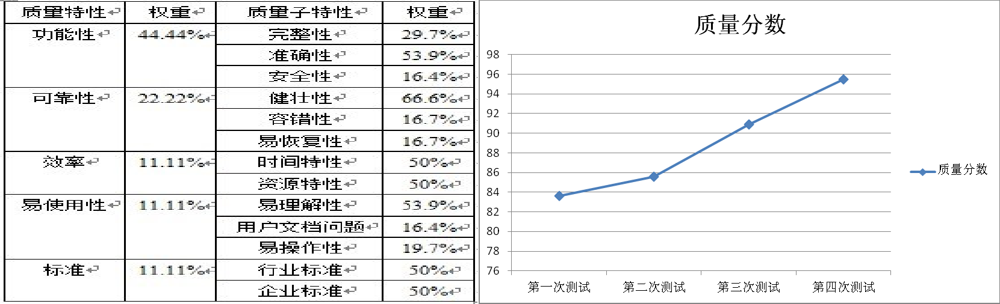 质量特性 权重 质量子特性 权重
功能性 44.44% 完整性 29.7%
准确性 53.9%
安全性 16.4%
可靠性 22.22% 健壮性 66.6%
容错性 16.7%
易恢复性 16.7%
效率 11.11% 时间特性 50%
资源特性 50%
易使用性 11.11% 易理解性 53.9%
用户文档问题 16.4%
易操作性 19.7%
标准 11.11% 行业标准 50%
企业标准 50%
质量分数
98
96
94
92
90
88
86
84
82
80
78
76
第一次测试 第二次测试 第三次测试 第四次测试
质量分数